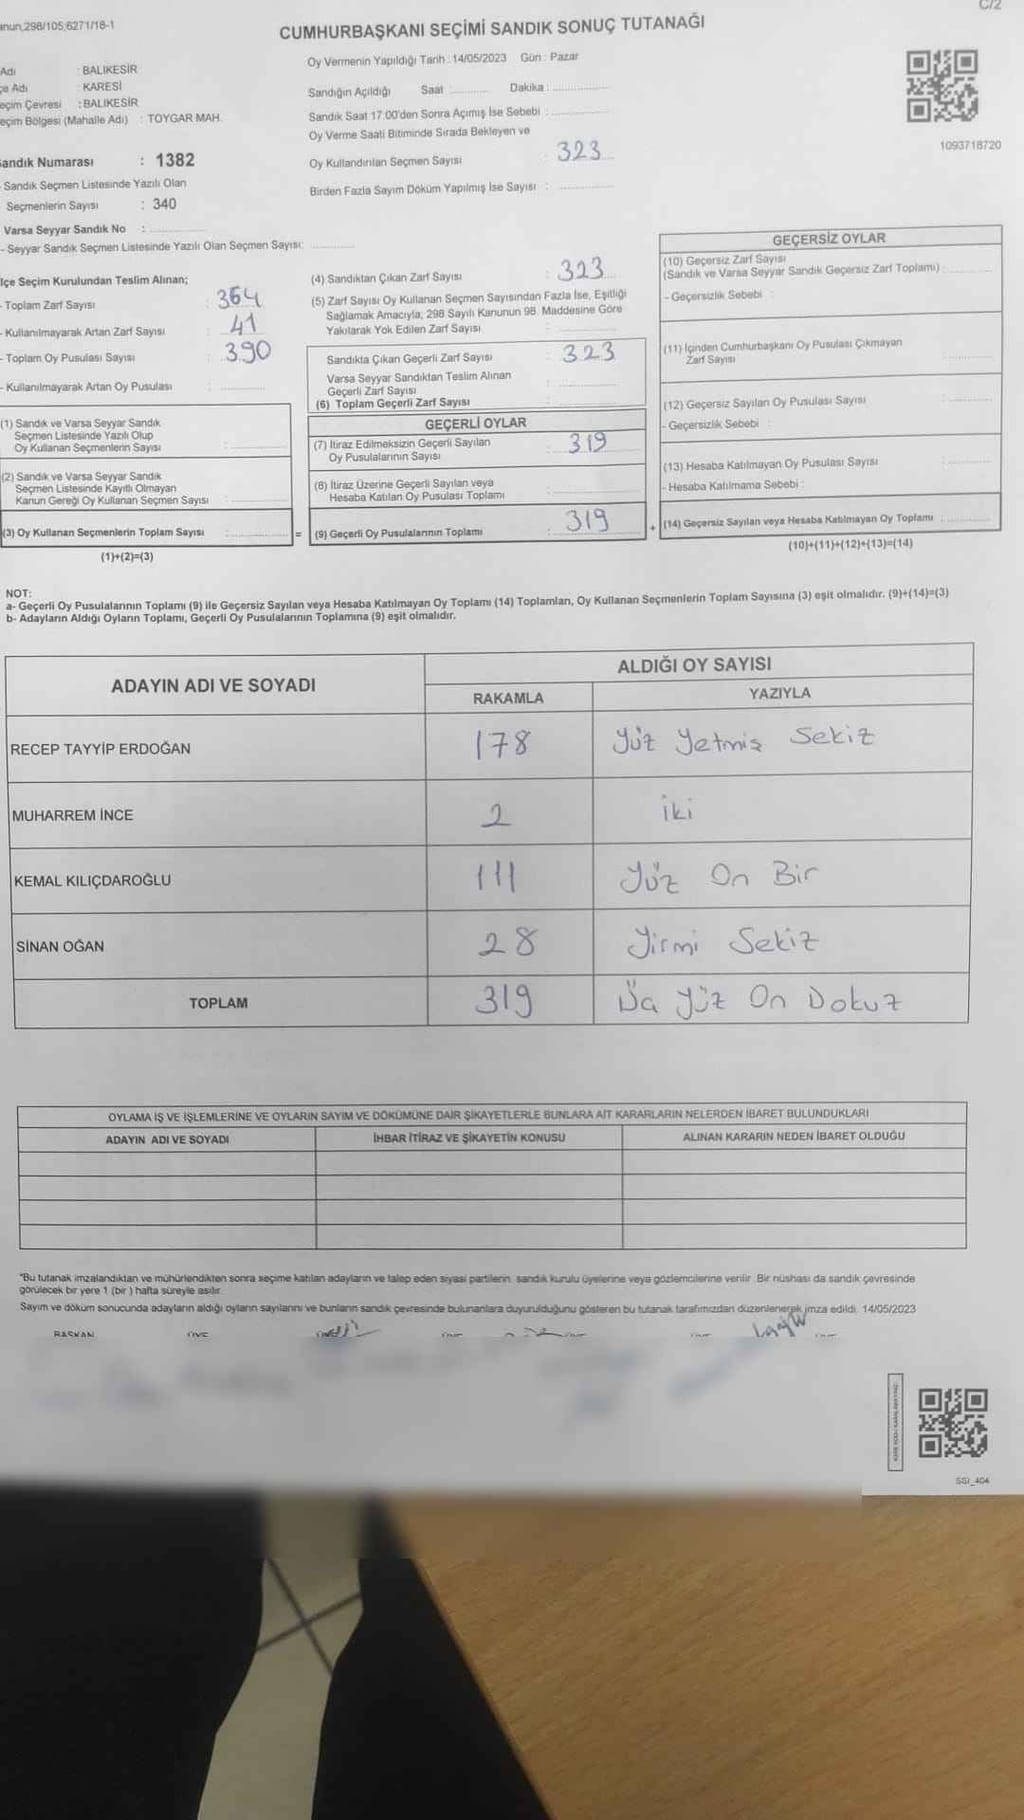 anun,298/105,6271/18-1
C/2
CUMHURBAŞKANI SEÇİMİ SANDIK SONUÇ TUTANAĞI
Adı : BALIKESİR
çe Adı : KARESİ
eçim Çevresi : BALIKESİR
eçim Bölgesi (Mahalle Adı) : TOYGAR MAH.
andık Numarası : 1382
- Sandık Seçmen Listesinde Yazılı Olan
Seçmenlerin Sayısı : 340
Varsa Seyyar Sandık No :
- Seyyar Sandık Seçmen Listesinde Yazılı Olan Seçmen Sayısı:
Oy Vermenin Yapıldığı Tarih : 14/05/2023 Gün : Pazar
Sandığın Açıldığı Saat : Dakika :
Sandık Saat 17:00'den Sonra Açımış İse Sebebi :
Oy Verme Saati Bitiminde Sırada Bekleyen ve
Oy Kullandırılan Seçmen Sayısı : 323
Birden Fazla Sayım Döküm Yapılmış İse Sayısı :
1093718720
lçe Seçim Kurulundan Teslim Alınan;
- Toplam Zarf Sayısı : 364
- Kullanılmayarak Artan Zarf Sayısı : 41
- Toplam Oy Pusulası Sayısı : 390
- Kullanılmayarak Artan Oy Pusulası :
(1) Sandık ve Varsa Seyyar Sandık
Seçmen Listesinde Yazılı Olup
Oy Kullanan Seçmenlerin Sayısı :
(2) Sandık ve Varsa Seyyar Sandık
Seçmen Listesinde Kayıtlı Olmayan
Kanun Gereği Oy Kullanan Seçmen Sayısı :
(3) Oy Kullanan Seçmenlerin Toplam Sayısı :
(1)+(2)=(3)
=
(4) Sandıktan Çıkan Zarf Sayısı : 323
(5) Zarf Sayısı Oy Kullanan Seçmen Sayısından Fazla İse, Eşitliği
Sağlamak Amacıyla, 298 Sayılı Kanunun 98. Maddesine Göre
Yakılarak Yok Edilen Zarf Sayısı :
Sandıkta Çıkan Geçerli Zarf Sayısı : 323
Varsa Seyyar Sandıktan Teslim Alınan
Geçerli Zarf Sayısı :
(6) Toplam Geçerli Zarf Sayısı :
GEÇERLİ OYLAR
(7) İtiraz Edilmeksizin Geçerli Sayılan
Oy Pusulalarının Sayısı : 319
(8) İtiraz Üzerine Geçerli Sayılan veya
Hesaba Katılan Oy Pusulası Toplamı :
(9) Geçerli Oy Pusulalarının Toplamı : 319
+
GEÇERSİZ OYLAR
(10) Geçersiz Zarf Sayısı
(Sandık ve Varsa Seyyar Sandık Geçersiz Zarf Toplamı) :
- Geçersizlik Sebebi :
(11) İçinden Cumhurbaşkanı Oy Pusulası Çıkmayan
Zarf Sayısı :
(12) Geçersiz Sayılan Oy Pusulası Sayısı :
- Geçersizlik Sebebi :
(13) Hesaba Katılmayan Oy Pusulası Sayısı :
- Hesaba Katılmama Sebebi :
(14) Geçersiz Sayılan veya Hesaba Katılmayan Oy Toplamı :
(10)+(11)+(12)+(13)=(14)
NOT:
a- Geçerli Oy Pusulalarının Toplamı (9) ile Geçersiz Sayılan veya Hesaba Katılmayan Oy Toplamı (14) Toplamları, Oy Kullanan Seçmenlerin Toplam Sayısına (3) eşit olmalıdır. (9)+(14)=(3)
b- Adayların Aldığı Oyların Toplamı, Geçerli Oy Pusulalarının Toplamına (9) eşit olmalıdır.
ADAYIN ADI VE SOYADI
ALDIĞI OY SAYISI
RAKAMLA YAZIYLA
RECEP TAYYİP ERDOĞAN 178 Yüz Yetmiş Sekiz
MUHARREM İNCE 2 iki
KEMAL KILIÇDAROĞLU 111 Yüz On Bir
SİNAN OĞAN 28 Yirmi Sekiz
TOPLAM 319 Üç Yüz On Dokuz
OYLAMA İŞ VE İŞLEMLERİNE VE OYLARIN SAYIM VE DÖKÜMÜNE DAİR ŞİKAYETLERLE BUNLARA AİT KARARLARIN NELERDEN İBARET BULUNDUKLARI
ADAYIN ADI VE SOYADI İHBAR İTİRAZ VE ŞİKAYETİN KONUSU ALINAN KARARIN NEDEN İBARET OLDUĞU
"Bu tutanak imzalandıktan ve mühürlendikten sonra seçime katılan adayların ve talep eden siyasi partilerin, sandık kurulu üyelerine veya gözlemcilerine verilir. Bir nüshası da sandık çevresinde
görülecek bir yere 1 (bir ) hafta süreyle asılır.
Sayım ve döküm sonucunda adayların aldığı oyların sayılarını ve bunların sandık çevresinde bulunanlara duyurulduğunu gösteren bu tutanak tarafımızdan düzenlenerek imza edildi. 14/05/2023
BAŞKAN ÜYE
SSI_404